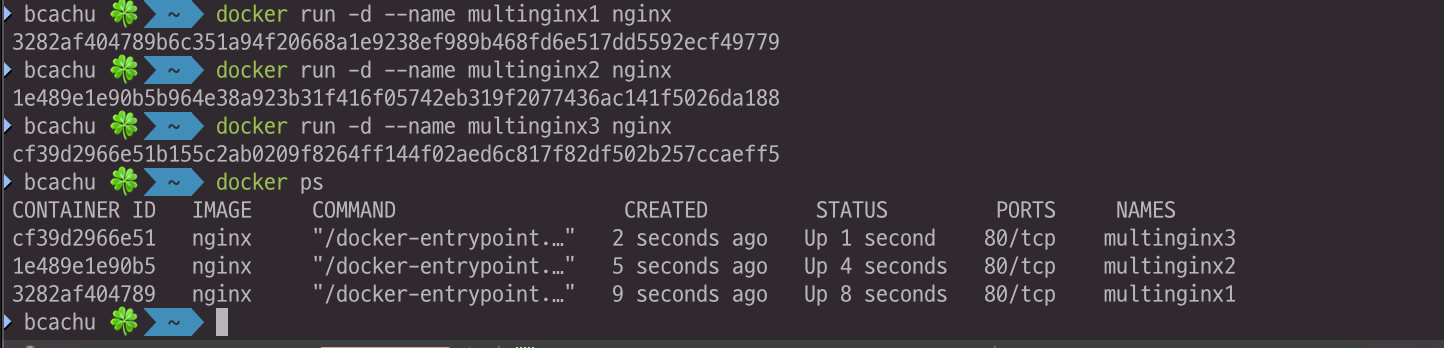 bcachu 🍀 ~ docker run -d --name multinginx1 nginx
3282af404789b6c351a94f20668a1e9238ef989b468fd6e517dd5592ecf49779
bcachu 🍀 ~ docker run -d --name multinginx2 nginx
1e489e1e90b5b964e38a923b31f416f05742eb319f2077436ac141f5026da188
bcachu 🍀 ~ docker run -d --name multinginx3 nginx
cf39d2966e51b155c2ab0209f8264ff144f02aed6c817f82df502b257ccaeff5
bcachu 🍀 ~ docker ps
CONTAINER ID   IMAGE     COMMAND                   CREATED         STATUS         PORTS     NAMES
cf39d2966e51   nginx     "/docker-entrypoint.…"   2 seconds ago   Up 1 second    80/tcp    multinginx3
1e489e1e90b5   nginx     "/docker-entrypoint.…"   5 seconds ago   Up 4 seconds   80/tcp    multinginx2
3282af404789   nginx     "/docker-entrypoint.…"   9 seconds ago   Up 8 seconds   80/tcp    multinginx1
bcachu 🍀 ~